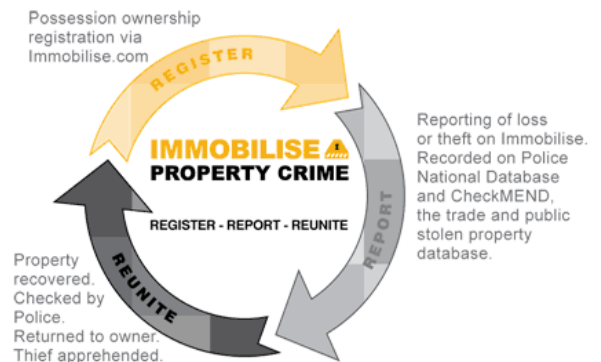 Possession ownership
registration via
Immobilise.com
REGISTER
IMMOBILISE
PROPERTY CRIME
REGISTER - REPORT - REUNITE
Reporting of loss
or theft on Immobilise.
Recorded on Police
National Database
and CheckMEND,
the trade and public
stolen property
database.
REPORT
Property
recovered.
Checked by
Police.
Returned to owner.
Thief apprehended.
REUNITE